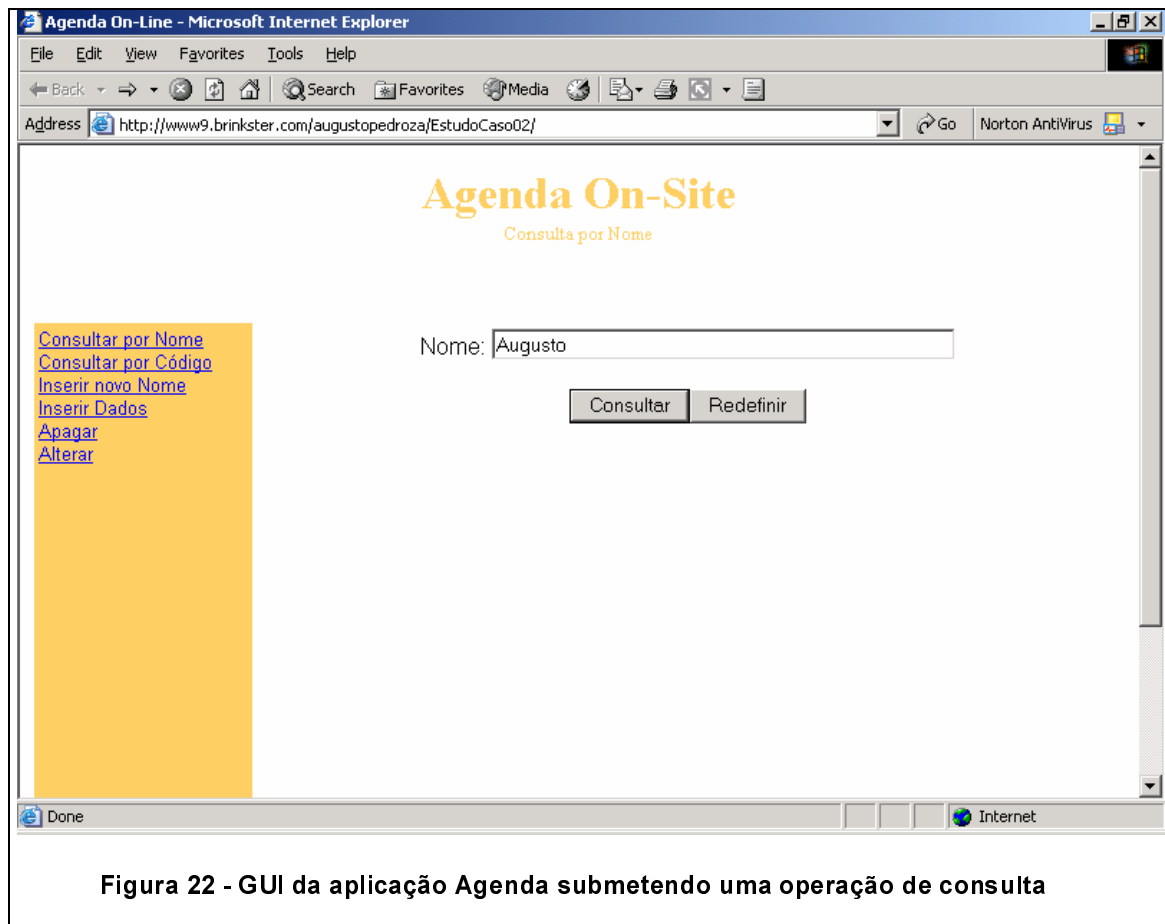 Agenda On-Line - Microsoft Internet Explorer
File Edit View Favorites Tools Help
Back Search Favorites Media
Address http://www9.brinkster.com/augustopedroza/EstudoCaso02/ Go Norton AntiVirus
Agenda On-Site
Consulta por Nome
Consultar por Nome
Consultar por Código
Inserir novo Nome
Inserir Dados
Apagar
Alterar
Nome: Augusto
Consultar Redefinir
Done Internet
Figura 22 - GUI da aplicação Agenda submetendo uma operação de consulta